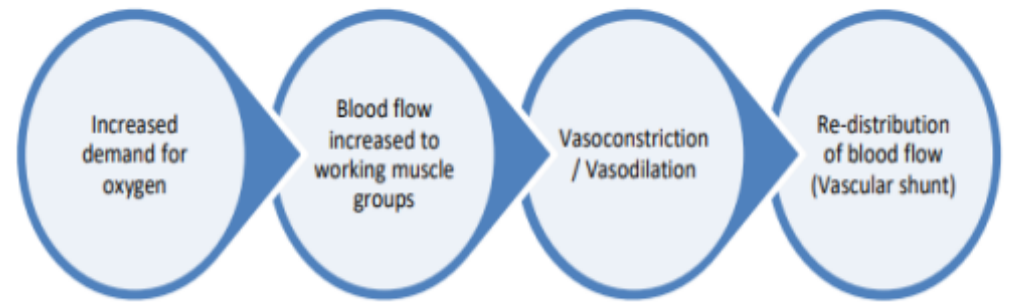 Increased
demand for
oxygen
Blood flow
increased to
working muscle
groups
Vasoconstriction
/ Vasodilation
Re-distribution
of blood flow
(Vascular shunt)